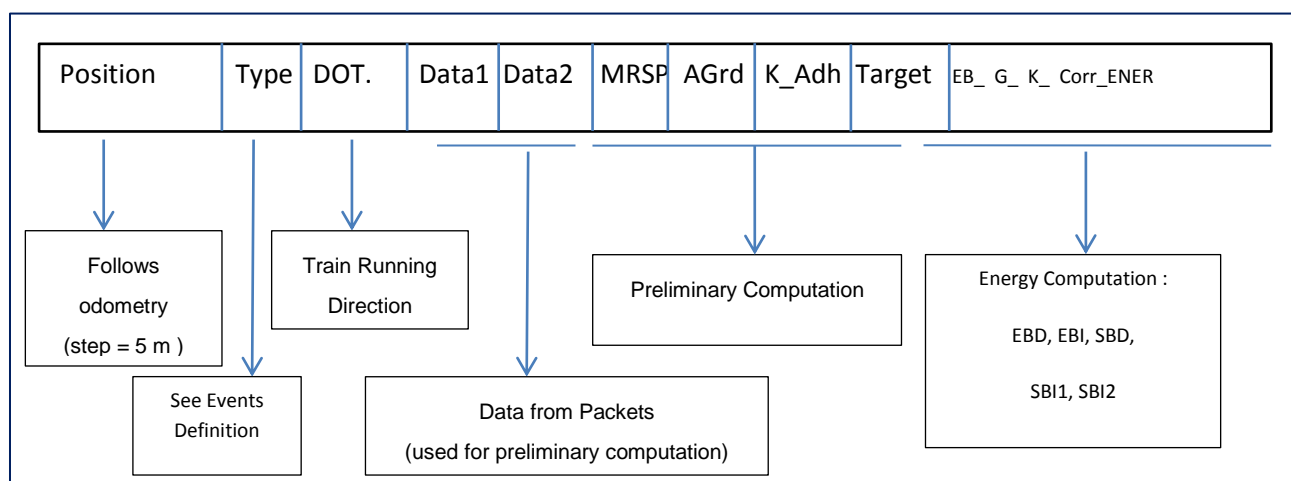 Position Type DOT. Data1 Data2 MRSP AGrd K_Adh Target EB_ G_ K_ Corr_ENER
Follows
odometry
(step = 5 m )
See Events
Definition
Train Running
Direction
Data from Packets
(used for preliminary computation)
Preliminary Computation
Energy Computation :
EBD, EBI, SBD,
SBI1, SBI2